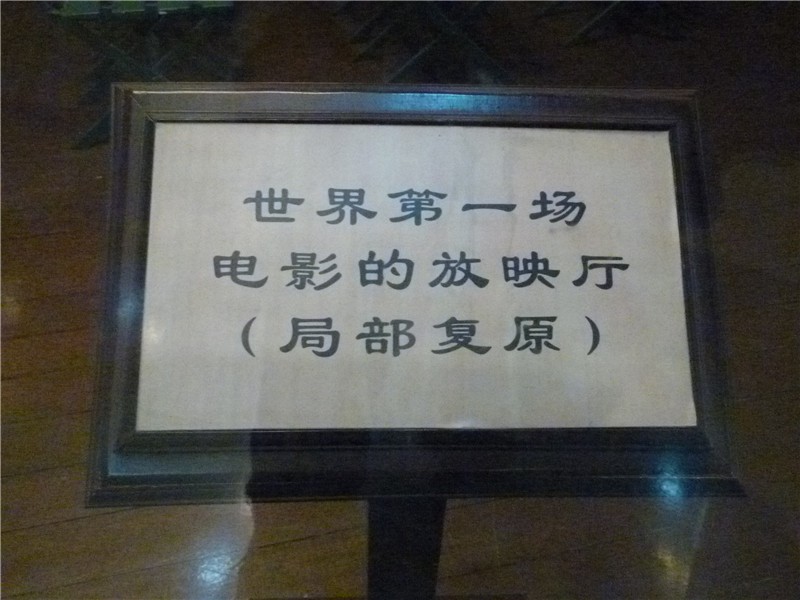 世界第一场
电影的放映厅
（局部复原）